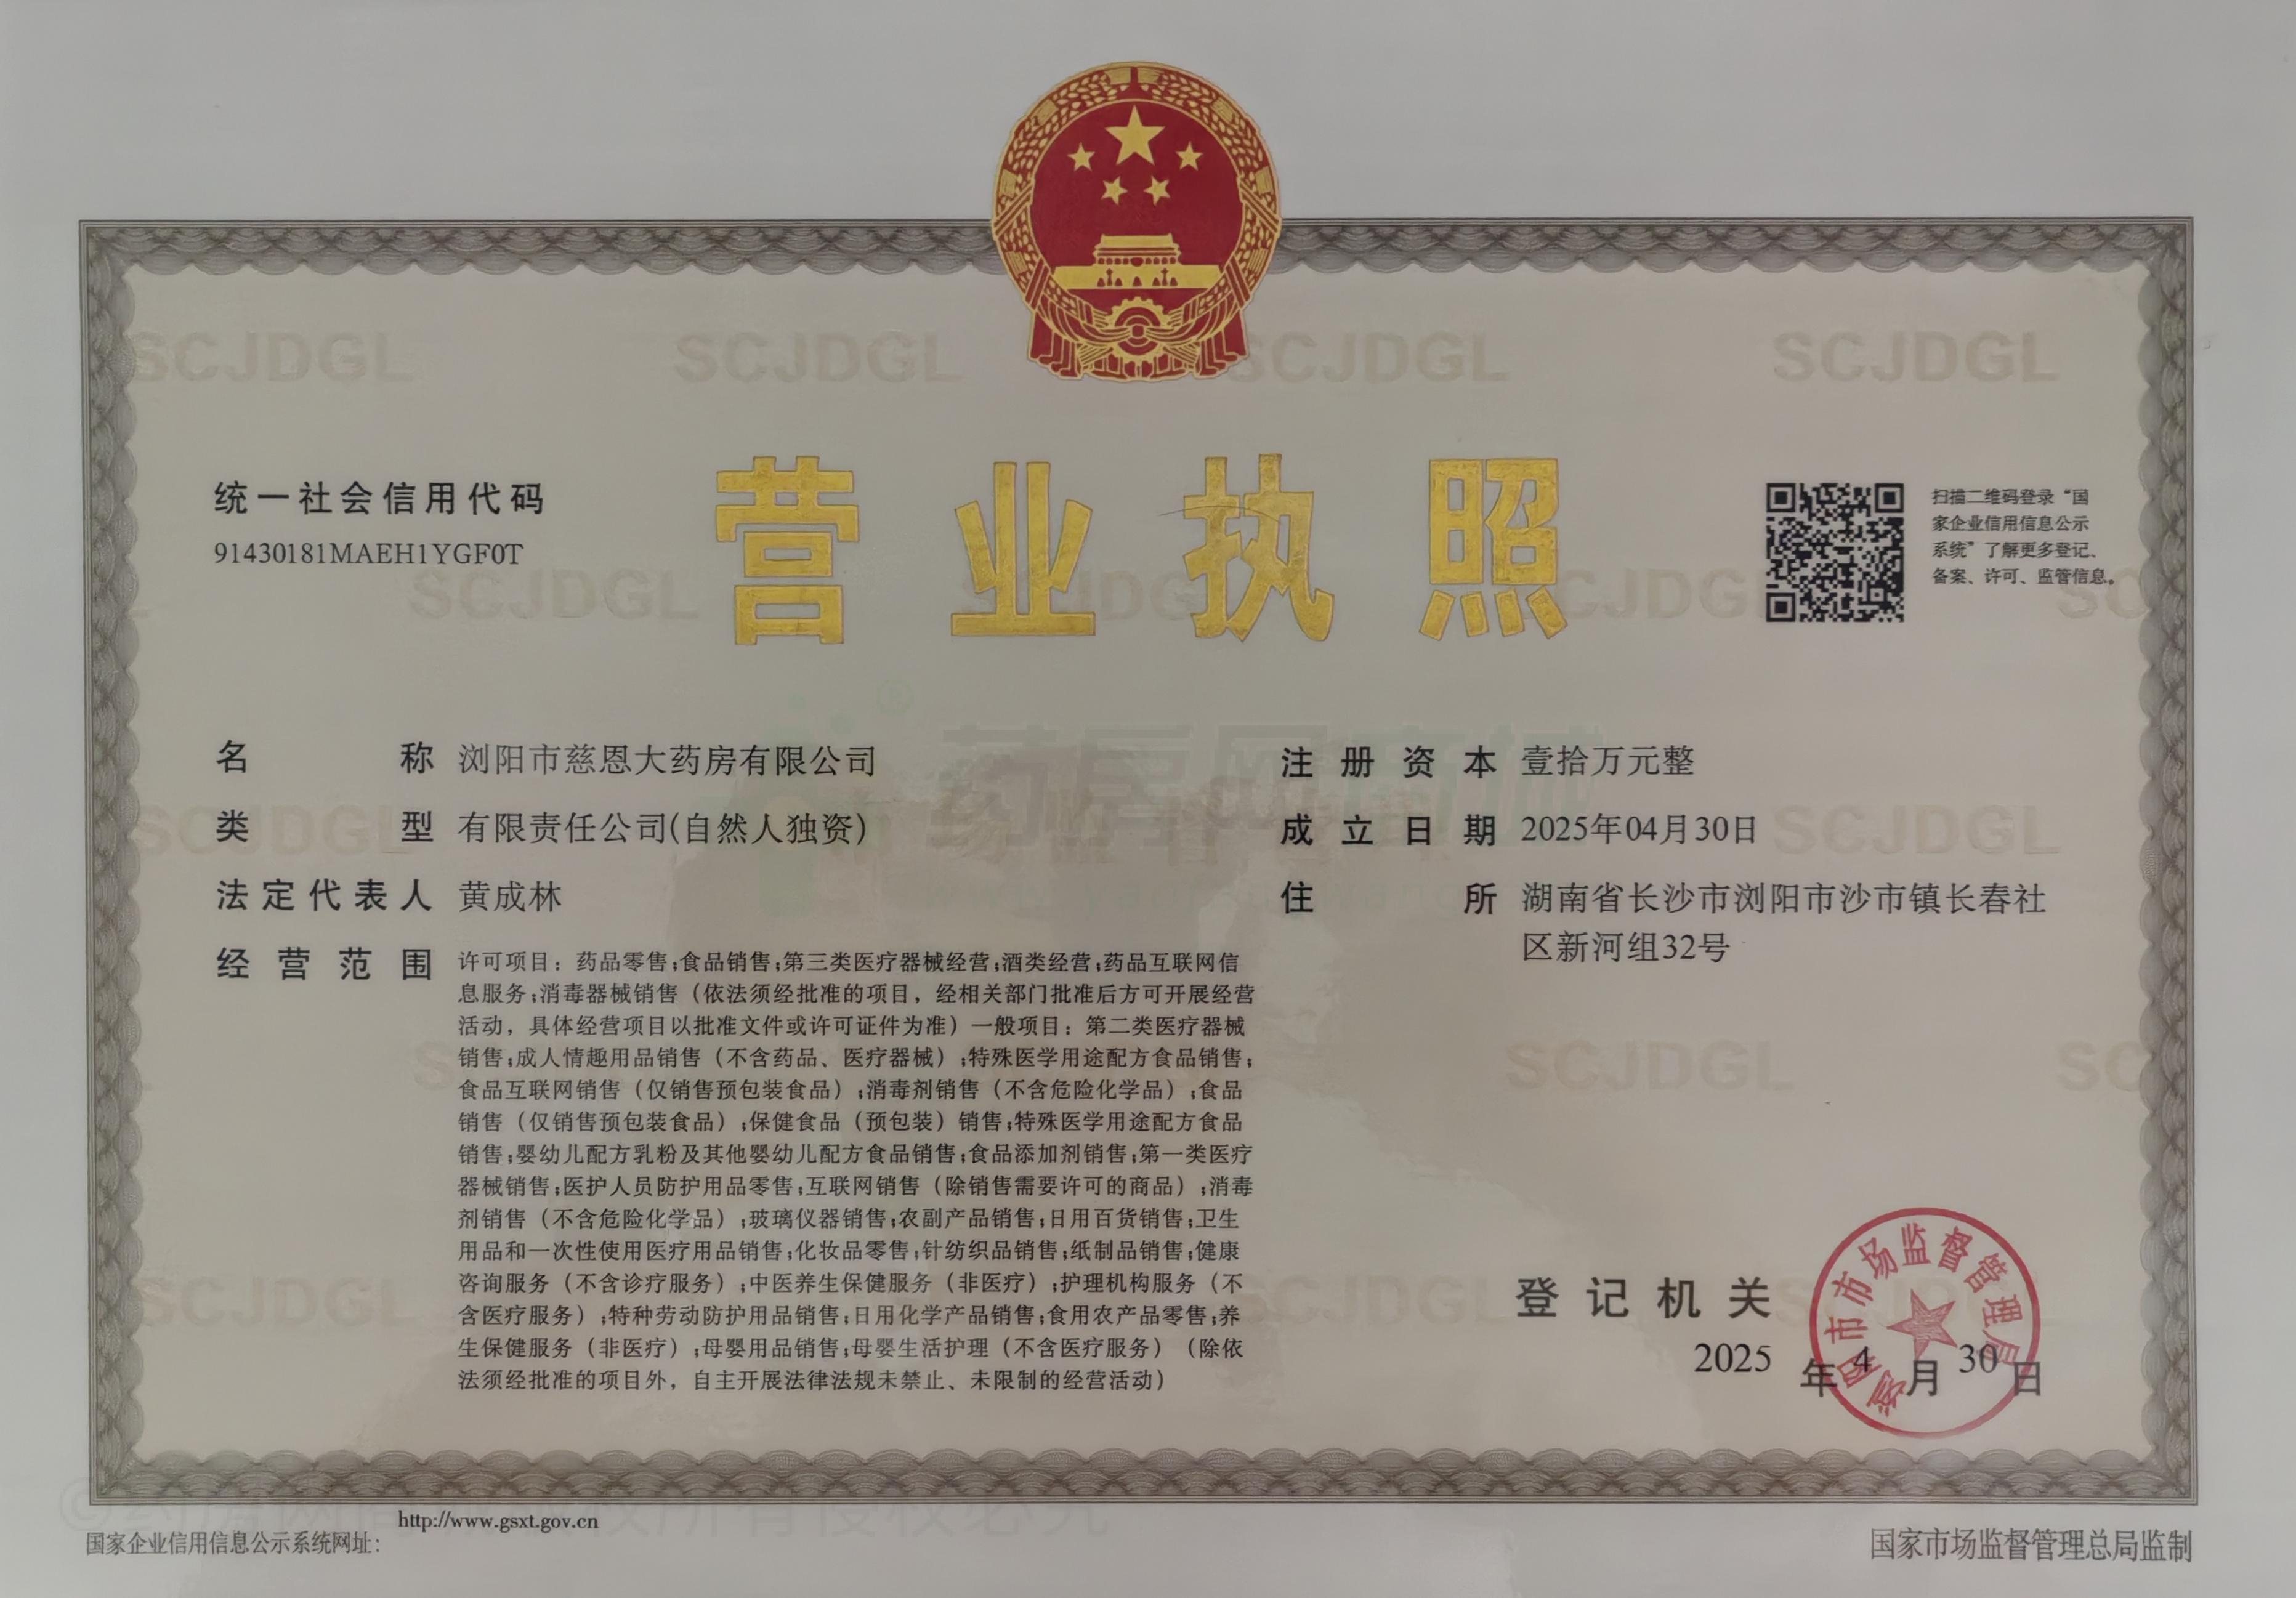 统一社会信用代码
91430181MAEH1YGF0T
营业执照
扫描二维码登录“国
家企业信用信息公示
系统”了解更多登记、
备案、许可、监管信息。
名称 浏阳市慈恩大药房有限公司
类型 有限责任公司(自然人独资)
法定代表人 黄成林
经营范围 许可项目：药品零售;食品销售;第三类医疗器械经营;酒类经营;药品互联网信
息服务;消毒器械销售（依法须经批准的项目，经相关部门批准后方可开展经营
活动，具体经营项目以批准文件或许可证件为准）一般项目：第二类医疗器械
销售;成人情趣用品销售（不含药品、医疗器械）;特殊医学用途配方食品销售;
食品互联网销售（仅销售预包装食品）;消毒剂销售（不含危险化学品）;食品
销售（仅销售预包装食品）;保健食品（预包装）销售;特殊医学用途配方食品
销售;婴幼儿配方乳粉及其他婴幼儿配方食品销售;食品添加剂销售;第一类医疗
器械销售;医护人员防护用品零售;互联网销售（除销售需要许可的商品）;消毒
剂销售（不含危险化学品）;玻璃仪器销售;农副产品销售;日用百货销售;卫生
用品和一次性使用医疗用品销售;化妆品零售;针纺织品销售;纸制品销售;健康
咨询服务（不含诊疗服务）;中医养生保健服务（非医疗）;护理机构服务（不
含医疗服务）;特种劳动防护用品销售;日用化学产品销售;食用农产品零售;养
生保健服务（非医疗）;母婴用品销售;母婴生活护理（不含医疗服务）（除依
法须经批准的项目外，自主开展法律法规未禁止、未限制的经营活动）
注册资本 壹拾万元整
成立日期 2025年04月30日
住所 湖南省长沙市浏阳市沙市镇长春社
区新河组32号
登记机关
浏阳市市场监督管理局
2025年4月30日
国家企业信用信息公示系统网址：http://www.gsxt.gov.cn
国家市场监督管理总局监制
SCJDGL
药房网商城